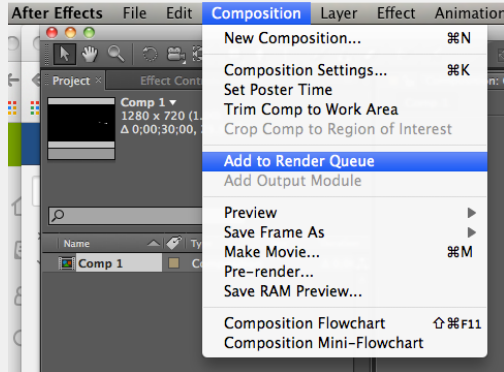 After Effects File Edit Composition Layer Effect Animation
New Composition... ⌘N
Composition Settings... ⌘K
Set Poster Time
Trim Comp to Work Area
Crop Comp to Region of Interest
Add to Render Queue
Add Output Module
Preview ▶
Save Frame As ▶
Make Movie... ⌘M
Pre-render...
Save RAM Preview...
Composition Flowchart ⇧⌘F11
Composition Mini-Flowchart
Project × Effect Cont
Comp 1 ▼
1280 x 720 (1.
Δ 0;00;30;00,
Name Ty
Comp 1 Co